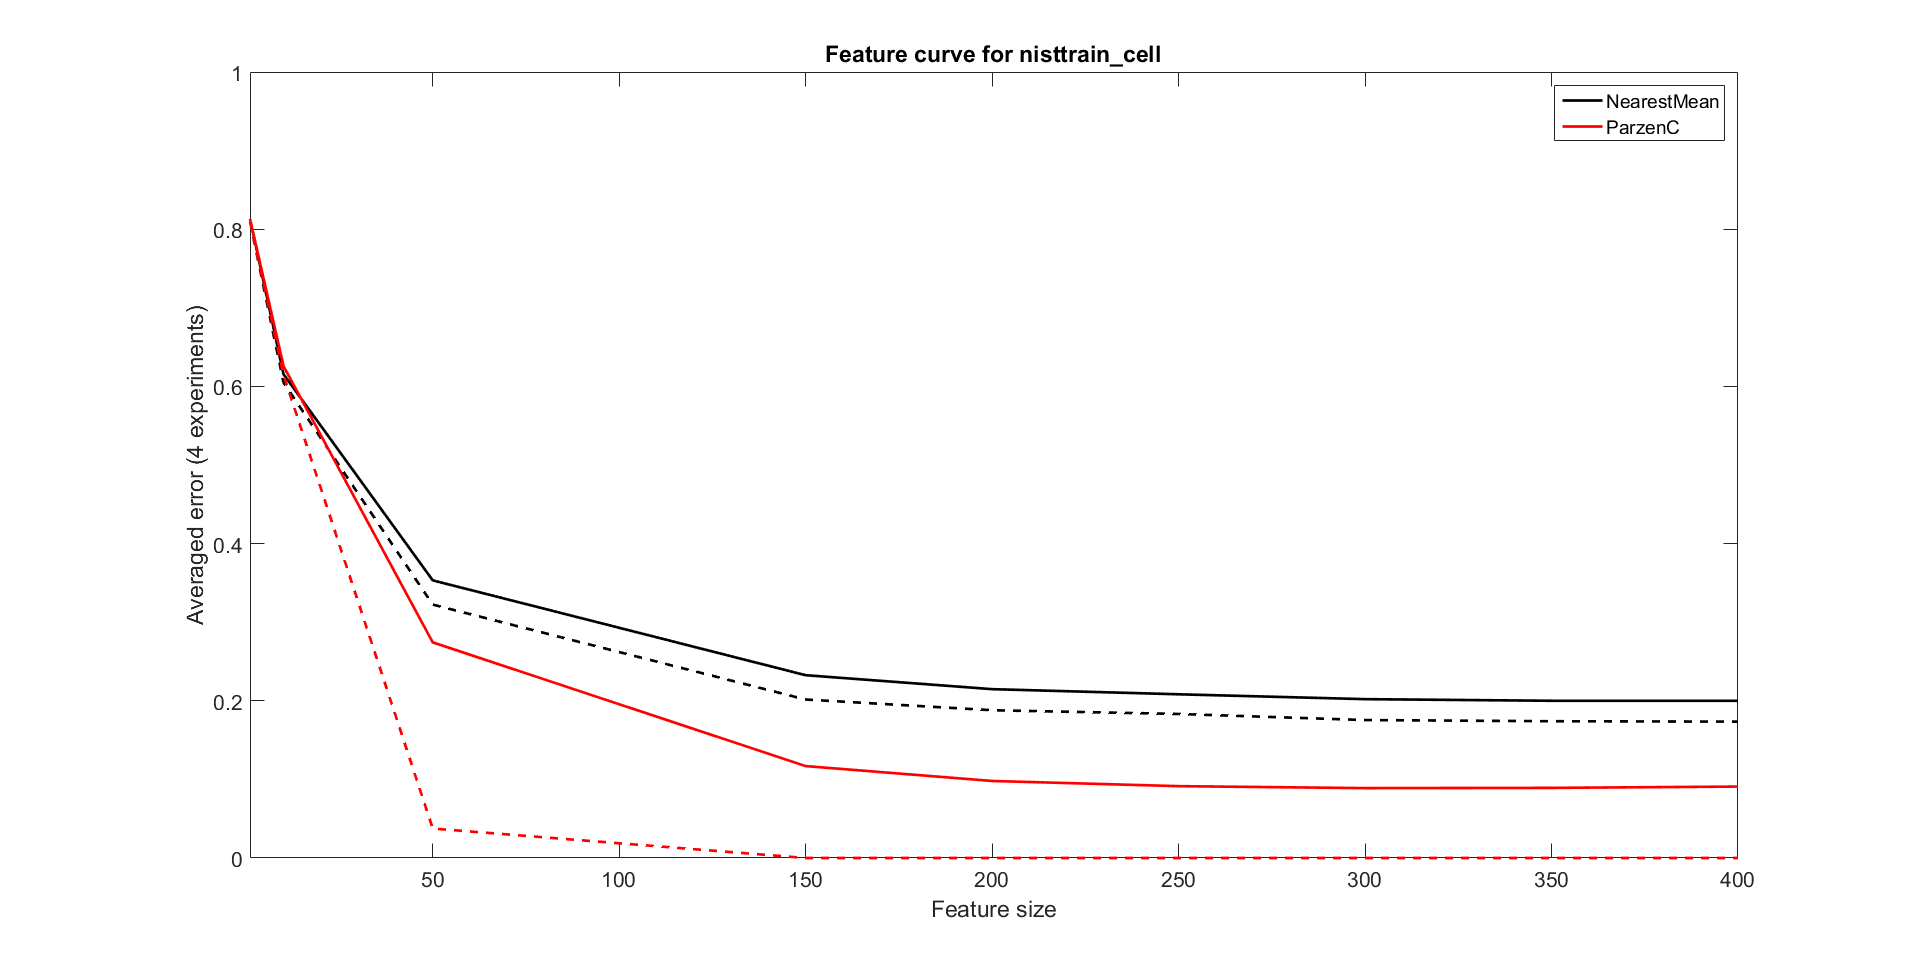 Feature curve for nisttrain_cell
NearestMean
ParzenC
Averaged error (4 experiments)
1
0.8
0.6
0.4
0.2
0
50 100 150 200 250 300 350 400
Feature size